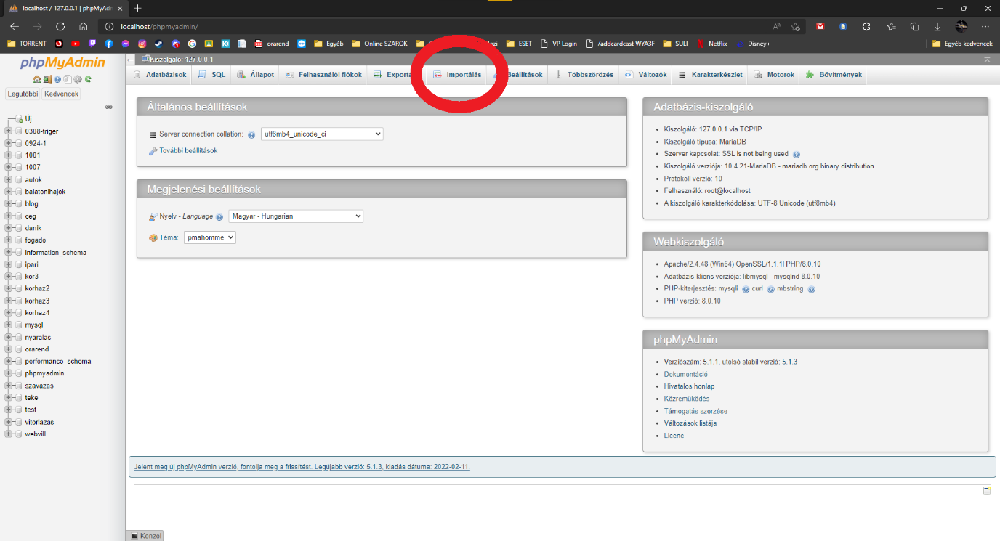 localhost / 127.0.0.1 | phpMyAdm
localhost/phpmyadmin/
TORRENT
orarend
Egyéb
Online SZAROK
ESET
VP Login
/addcardcast WYA3F
SULI
Netflix
Disney+
Egyéb kedvencek
phpMyAdmin
Legutóbbi Kedvencek
Új
0308-triger
0924-1
1001
1007
autok
balatonihajok
blog
ceg
danik
fogado
information_schema
ipari
kor3
korhaz2
korhaz3
korhaz4
mysql
nyaralas
orarend
performance_schema
phpmyadmin
szavazas
teke
test
vitorlazas
webvill
Kiszolgáló: 127.0.0.1
Adatbázisok
SQL
Állapot
Felhasználói fiókok
Exporta
Importálás
Beállítások
Többszörözés
Változók
Karakterkészlet
Motorok
Bővítmények
Általános beállítások
Server connection collation: utf8mb4_unicode_ci
További beállítások
Megjelenési beállítások
Nyelv - Language Magyar - Hungarian
Téma: pmahomme
Adatbázis-kiszolgáló
Kiszolgáló: 127.0.0.1 via TCP/IP
Kiszolgáló típusa: MariaDB
Szerver kapcsolat: SSL is not being used
Kiszolgáló verziója: 10.4.21-MariaDB - mariadb.org binary distribution
Protokoll verzió: 10
Felhasználó: root@localhost
A kiszolgáló karakterkódolása: UTF-8 Unicode (utf8mb4)
Webkiszolgáló
Apache/2.4.48 (Win64) OpenSSL/1.1.1l PHP/8.0.10
Adatbázis-kliens verziója: libmysql - mysqlnd 8.0.10
PHP-kiterjesztés: mysqli curl mbstring
PHP verzió: 8.0.10
phpMyAdmin
Verziószám: 5.1.1, utolsó stabil verzió: 5.1.3
Dokumentáció
Hivatalos honlap
Közreműködés
Támogatás szerzése
Változások listája
Licenc
Jelent meg új phpMyAdmin verzió, fontolja meg a frissítést. Legújabb verzió: 5.1.3, kiadás dátuma: 2022-02-11.
Konzol